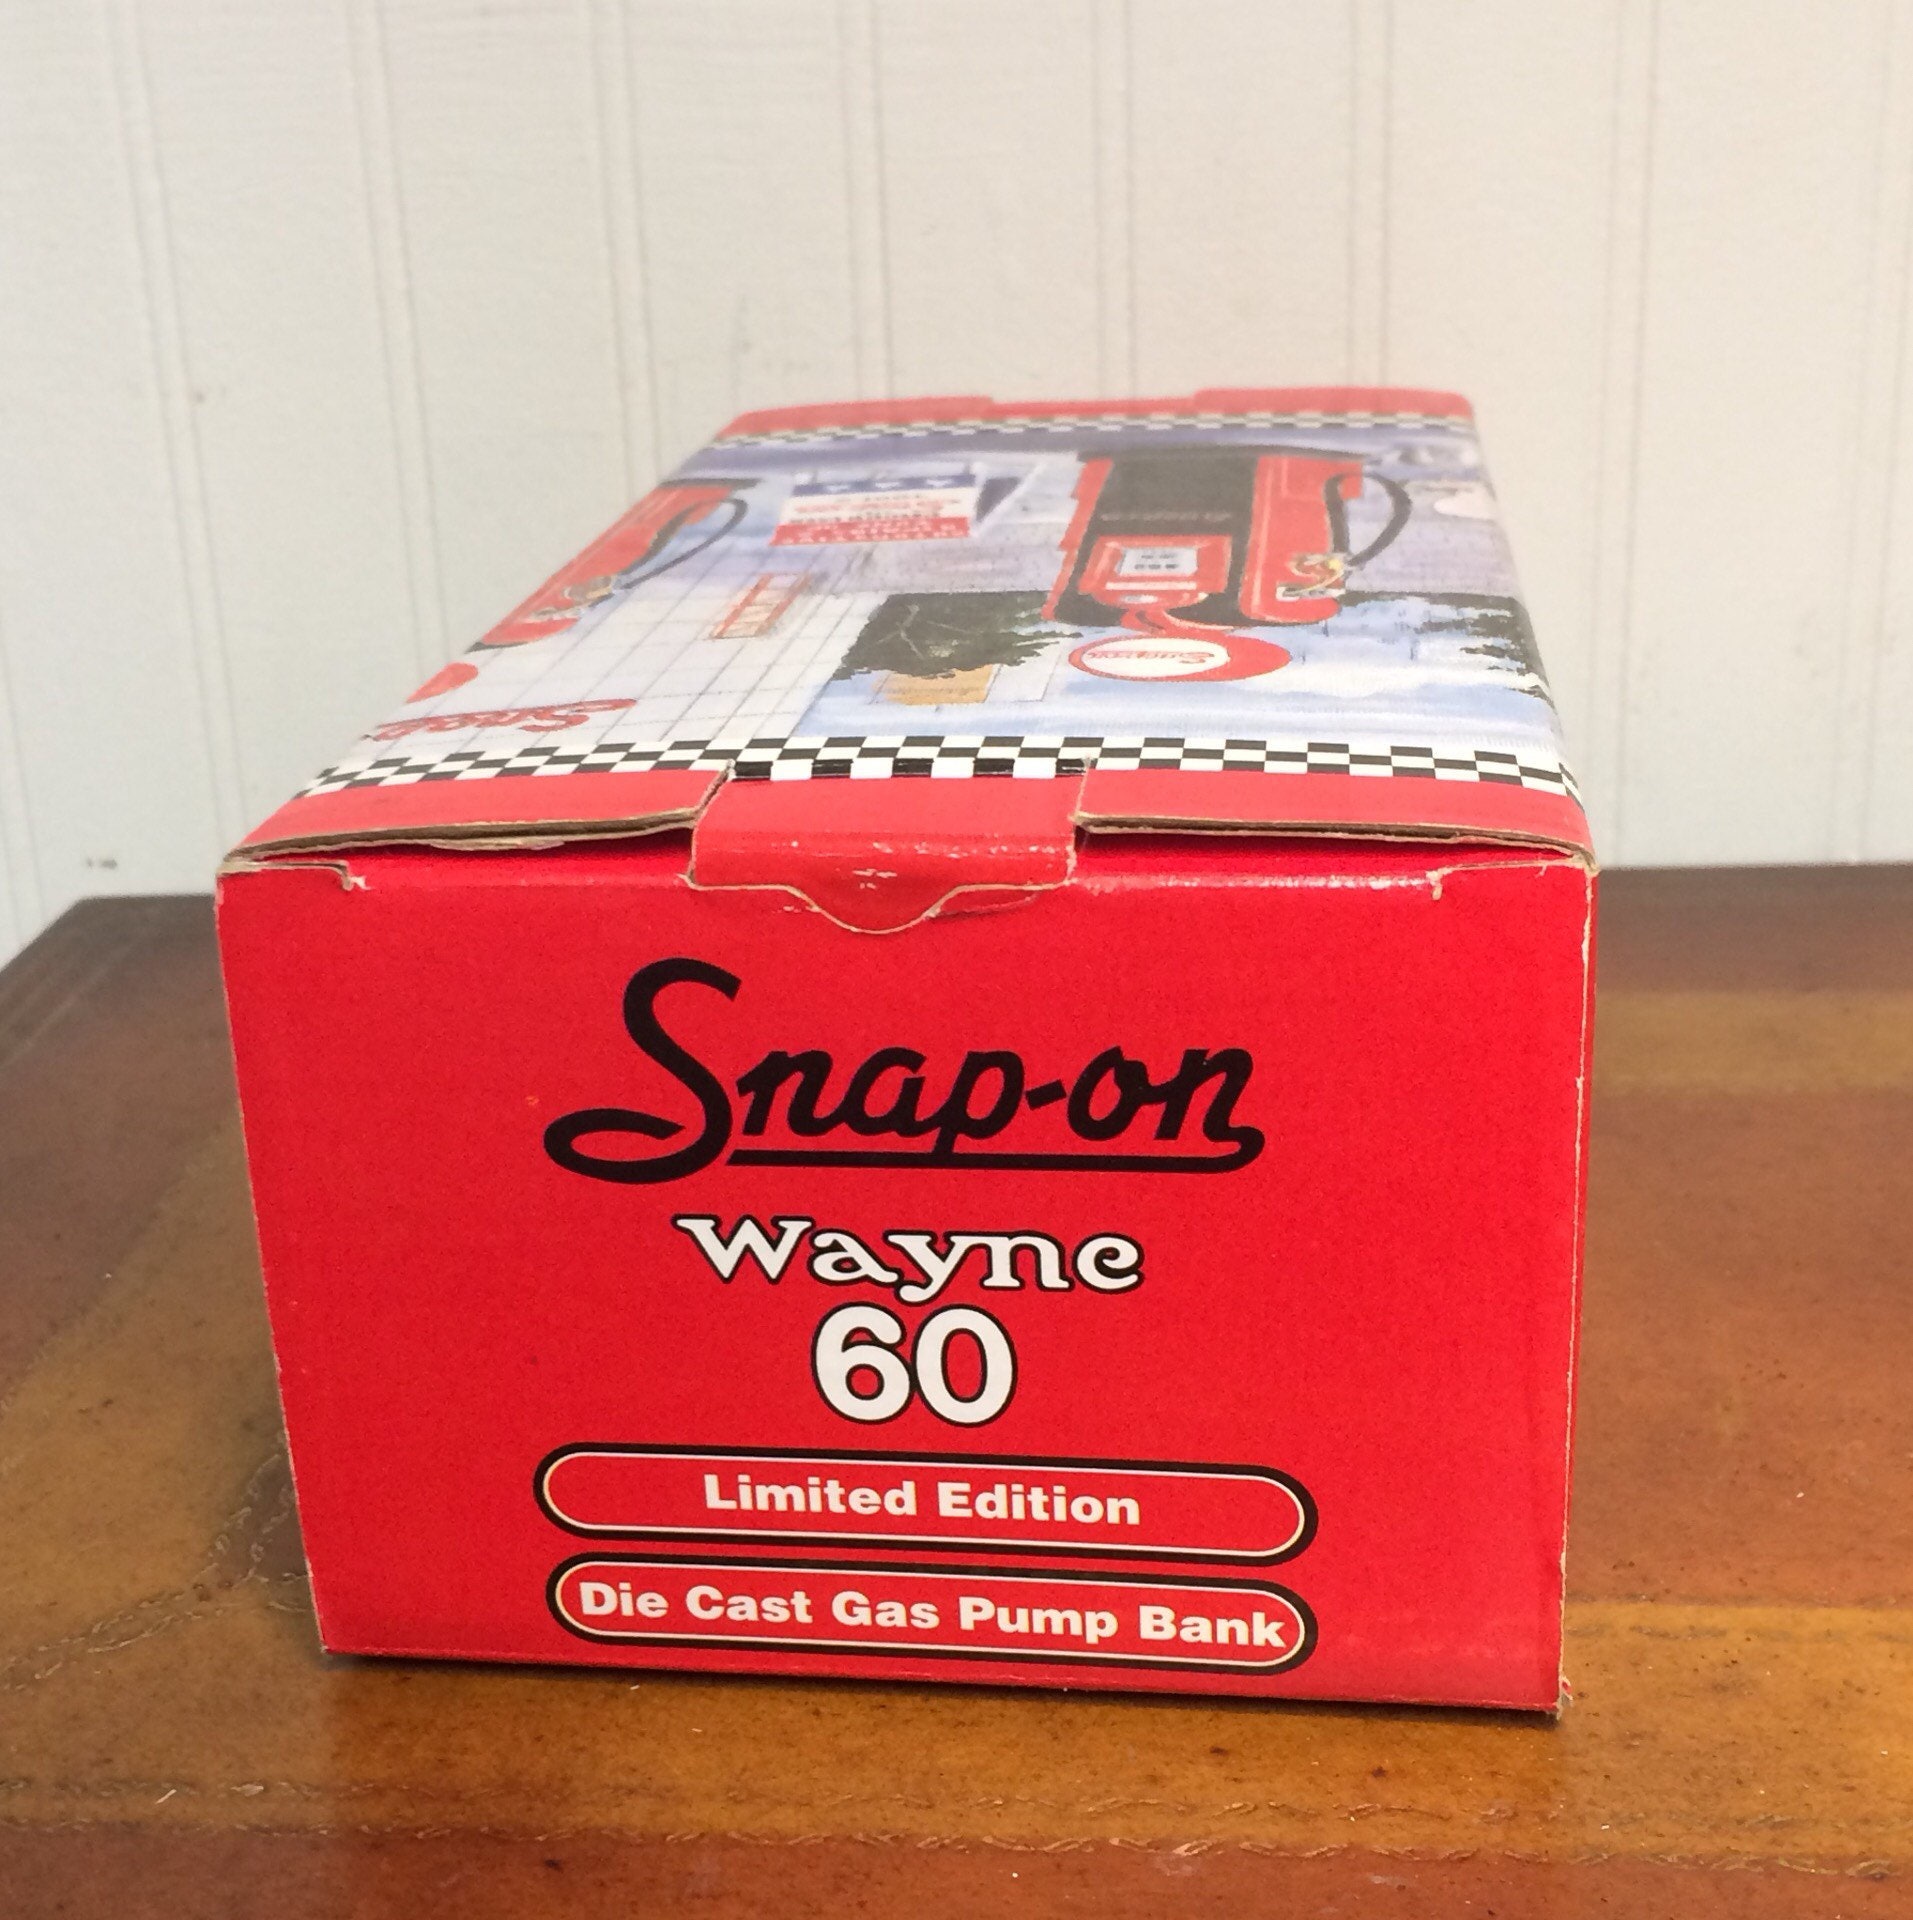 Snap-on
Wayne
60
Limited Edition
Die Cast Gas Pump Bank